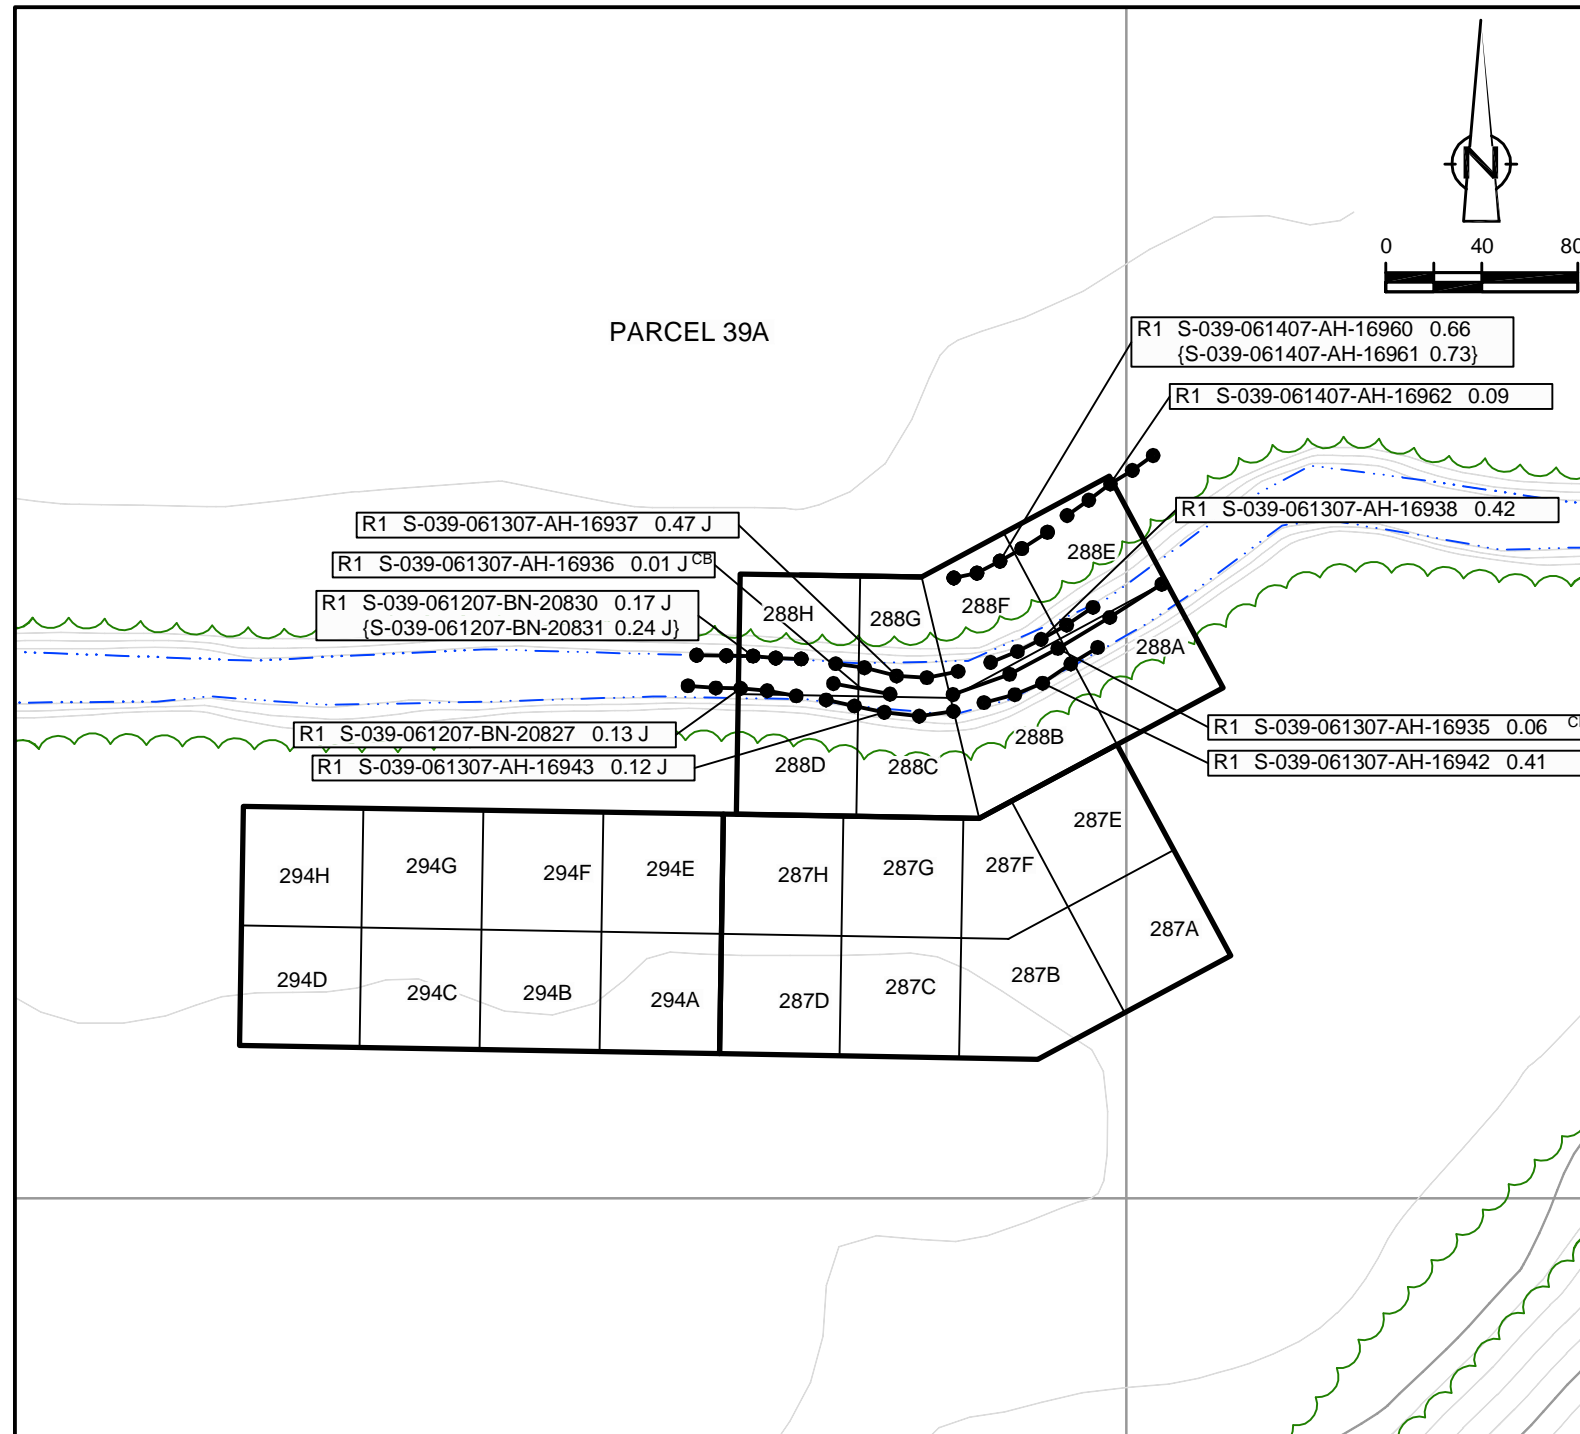 N
0 40 80
PARCEL 39A
R1 S-039-061407-AH-16960 0.66
{S-039-061407-AH-16961 0.73}
R1 S-039-061407-AH-16962 0.09
R1 S-039-061307-AH-16937 0.47 J
R1 S-039-061307-AH-16938 0.42
R1 S-039-061307-AH-16936 0.01 J CB
R1 S-039-061207-BN-20830 0.17 J
{S-039-061207-BN-20831 0.24 J}
288E
288F
288H
288G
288A
R1 S-039-061207-BN-20827 0.13 J
R1 S-039-061307-AH-16935 0.06
288B
R1 S-039-061307-AH-16943 0.12 J
288D
288C
R1 S-039-061307-AH-16942 0.41
287E
294H
294G
294F
294E
287H
287G
287F
287A
294D
294C
294B
294A
287D
287C
287B